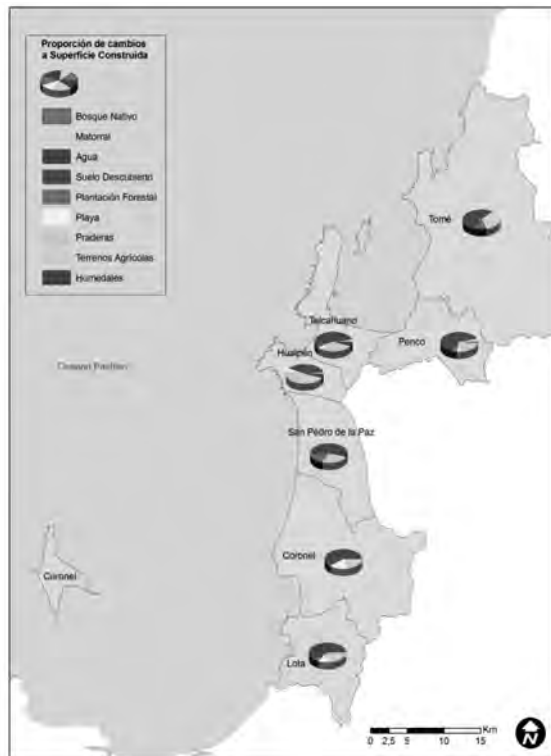 Proporción de cambios
a Superficie Construida
Bosque Nativo
Matorral
Agua
Suelo Descubierto
Plantación Forestal
Playa
Praderas
Terrenos Agrícolas
Humedales
Tomé
Talcahuano
Penco
Hualpén
Oceano Pacífico
San Pedro de la Paz
Coronel
Coronel
Lota
Km
0 2,5 5 10 15
N